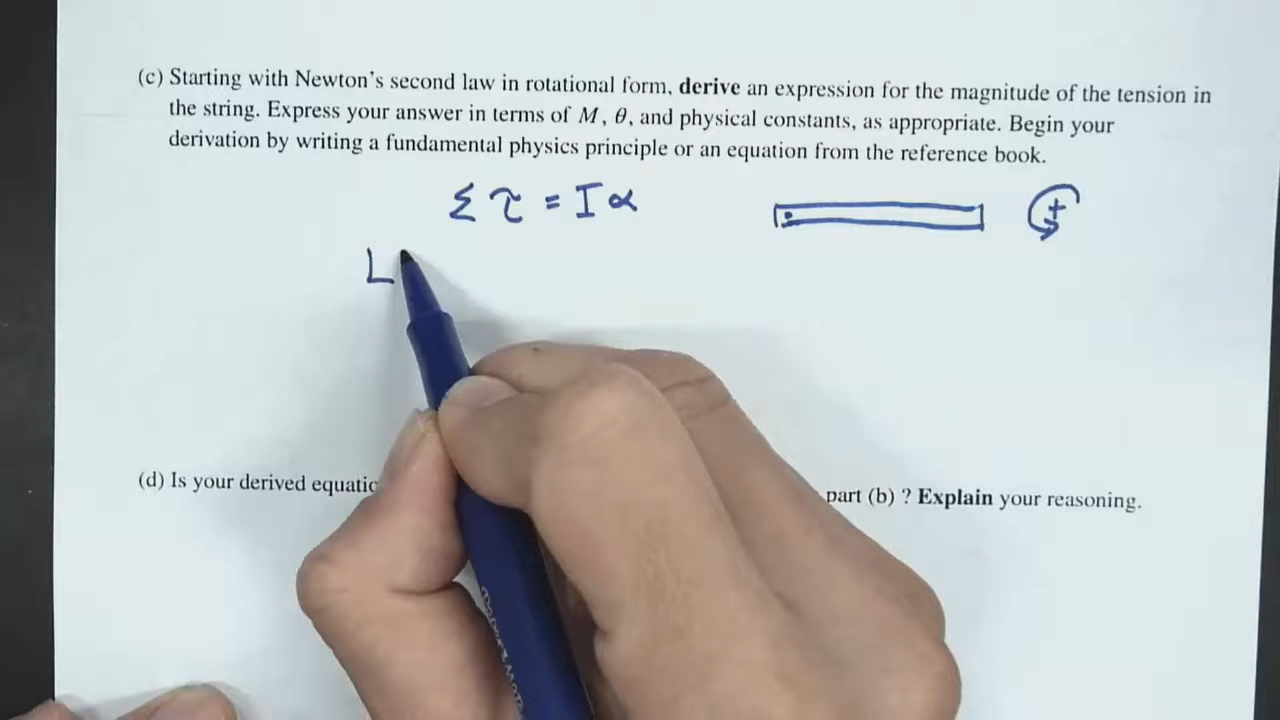 (c) Starting with Newton's second law in rotational form, derive an expression for the magnitude of the tension in
the string. Express your answer in terms of M, θ, and physical constants, as appropriate. Begin your
derivation by writing a fundamental physics principle or an equation from the reference book.
Σ τ = I α
+
L
(d) Is your derived equatio part (b) ? Explain your reasoning.